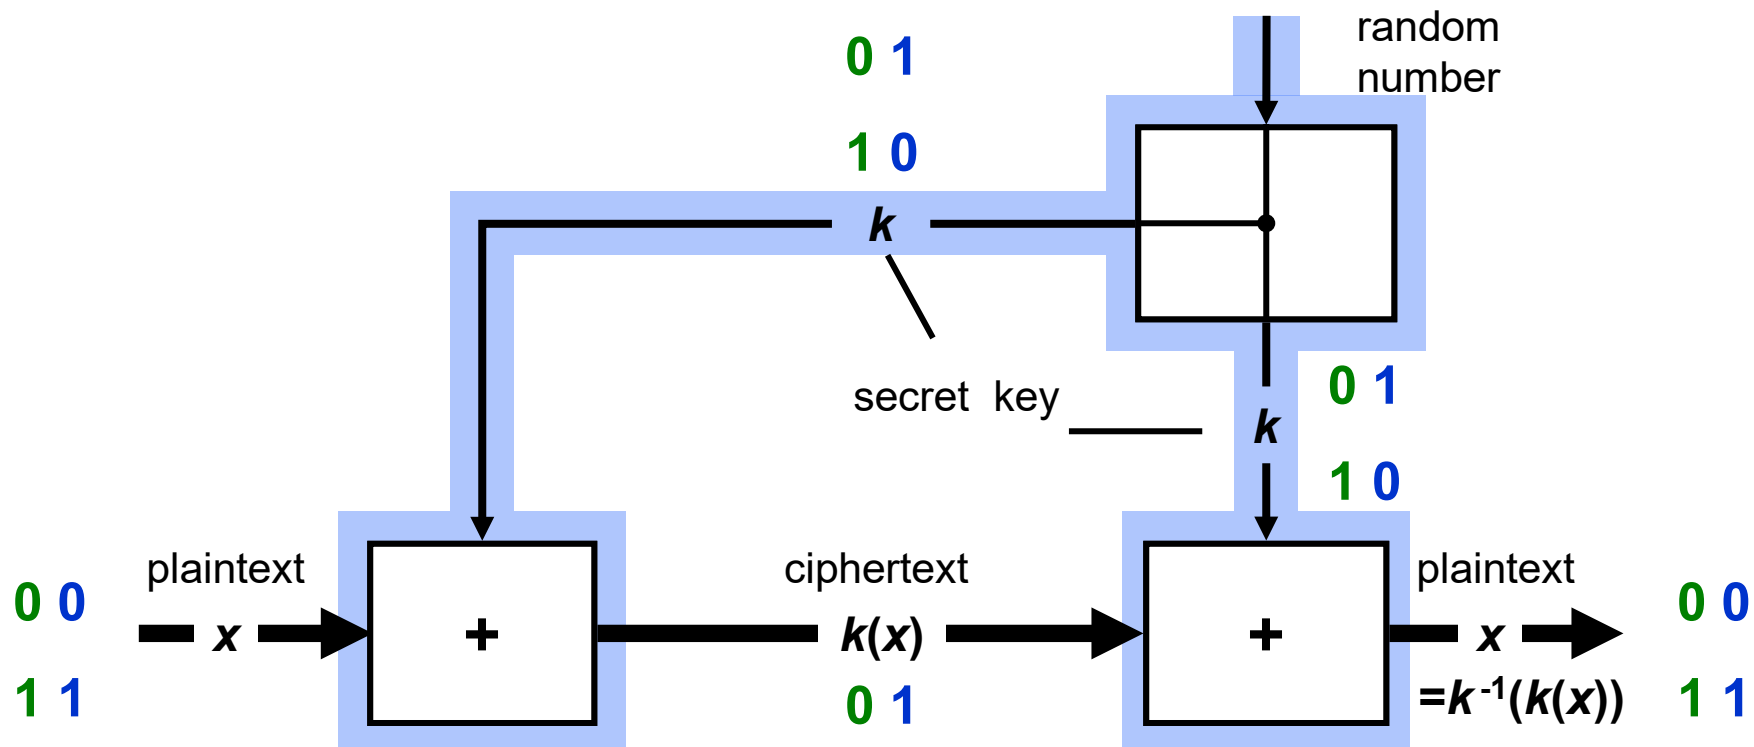 random
number
0 1
1 0
k
secret key
0 1
k
1 0
plaintext
ciphertext
plaintext
0 0
x
+
k(x)
+
x
0 0
1 1
0 1
=k⁻¹(k(x))
1 1